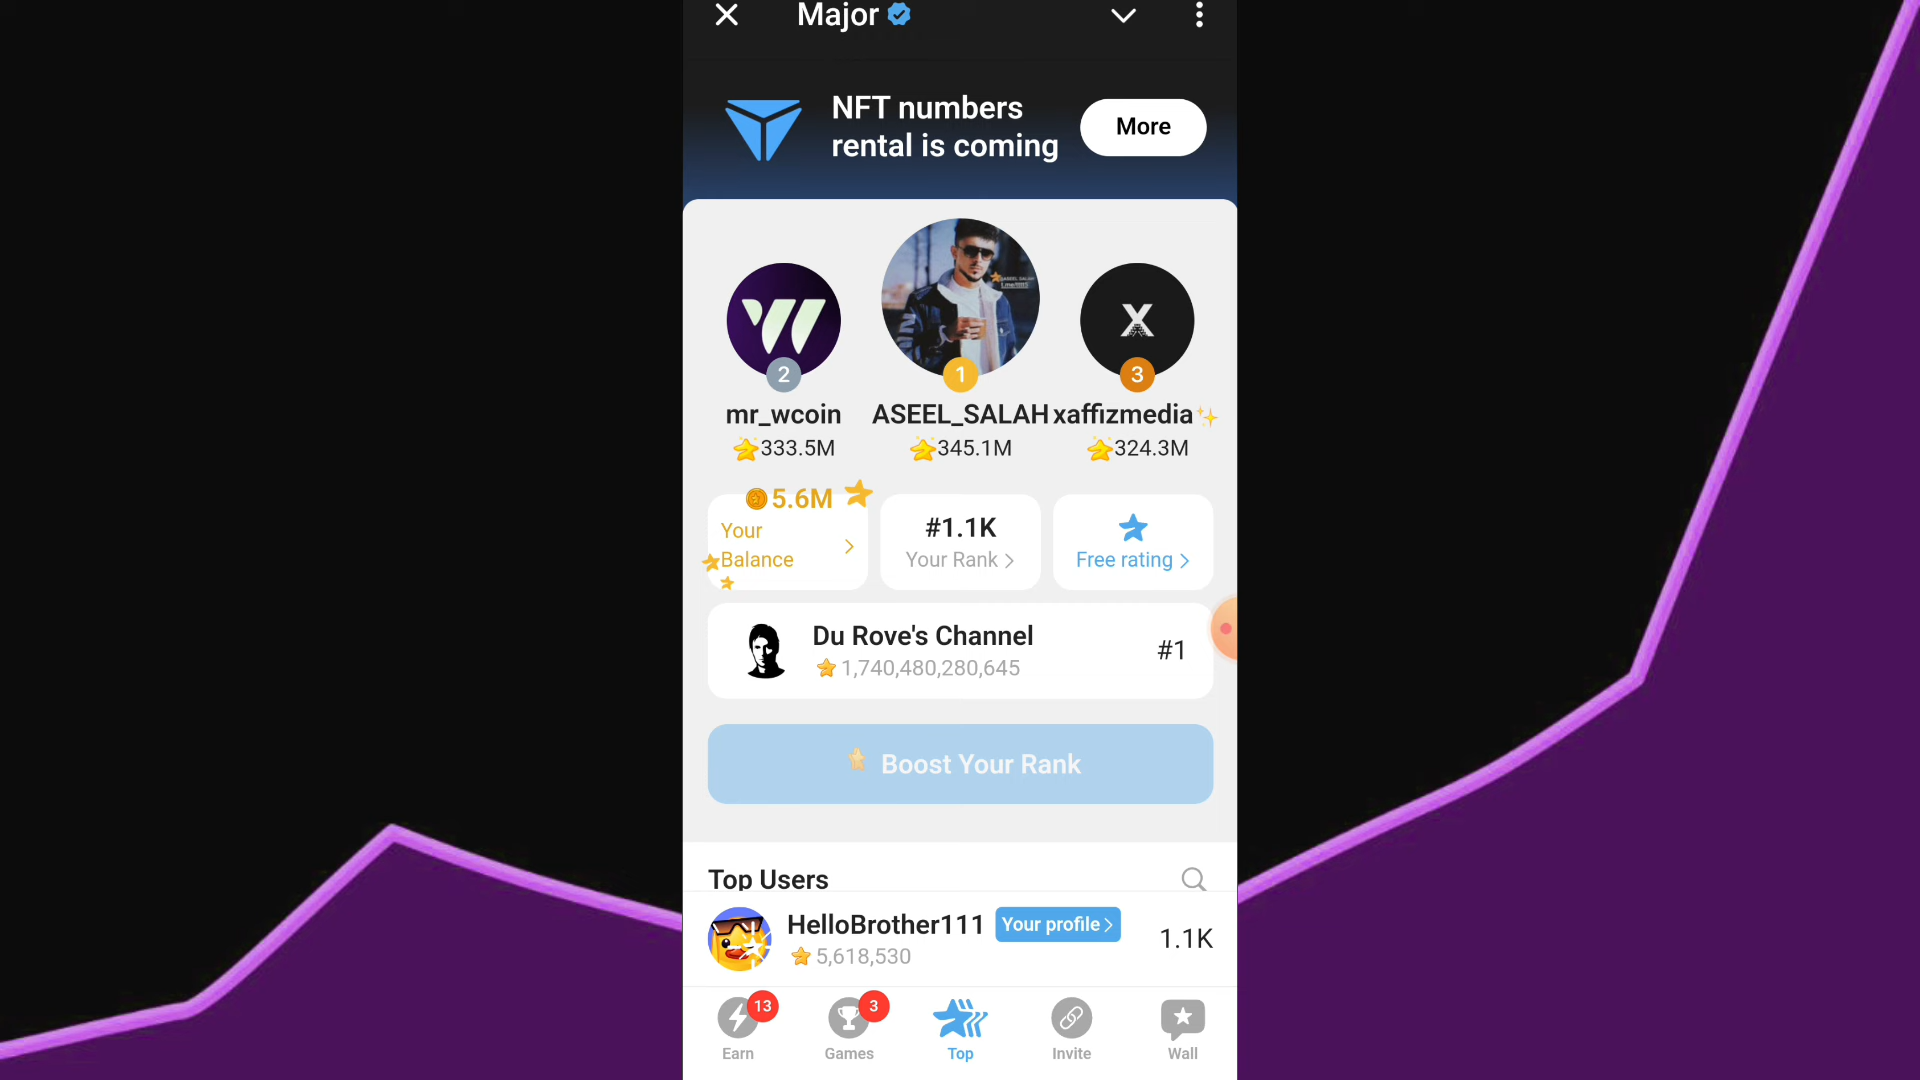 Major
NFT numbers
rental is coming
More
2
1
3
mr_wcoin
ASEEL_SALAH
xaffizmedia✨
333.5M
345.1M
324.3M
5.6M
Your
Balance
#1.1K
Your Rank
Free rating
Du Rove's Channel
1,740,480,280,645
#1
Boost Your Rank
Top Users
HelloBrother111
Your profile
5,618,530
1.1K
13
3
Earn
Games
Top
Invite
Wall